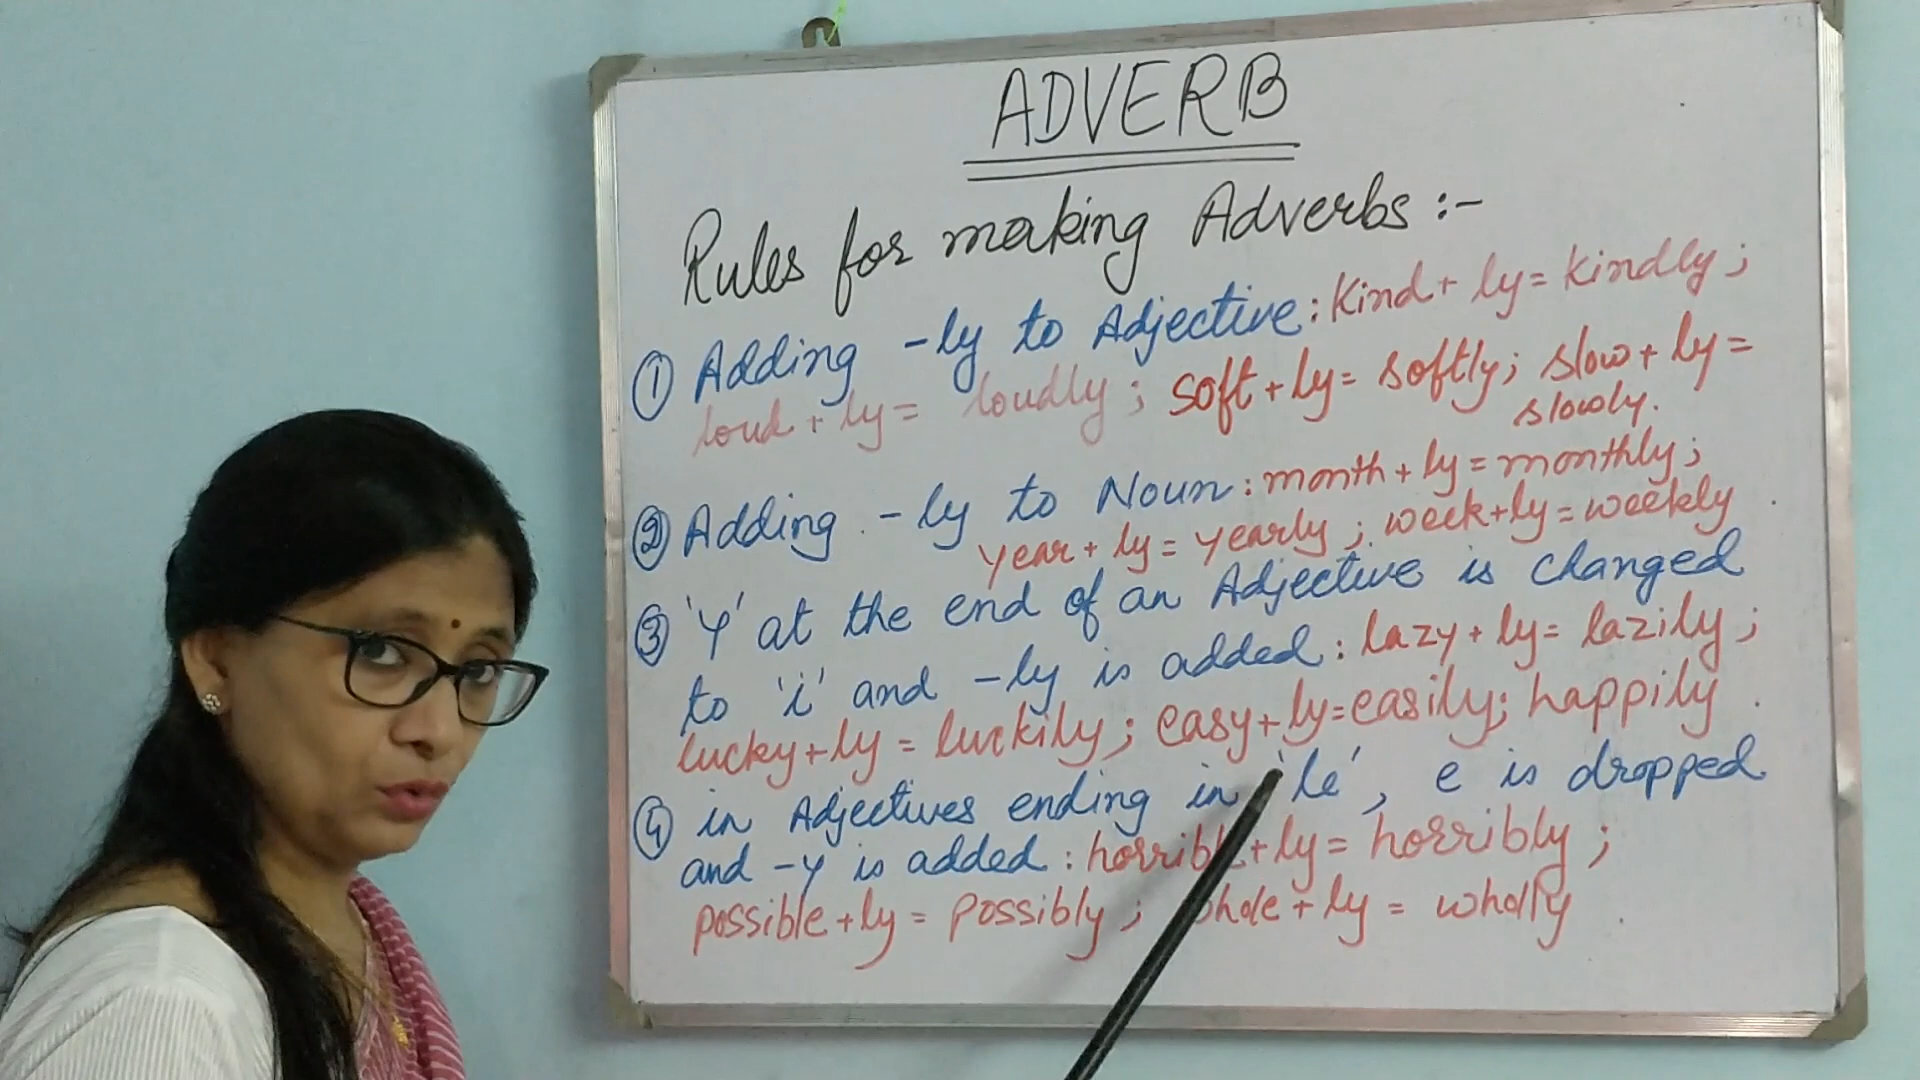 ADVERB
Rules for making Adverbs :-
① Adding -ly to Adjective : Kind + ly = kindly ;
loud + ly = loudly ; soft + ly = softly ; slow + ly =
slowly.
② Adding -ly to Noun : month + ly = monthly ;
year + ly = yearly ; week + ly = weekly
③ 'y' at the end of an Adjective is changed
to 'i' and -ly is added : lazy + ly = lazily ;
lucky + ly = luckily ; easy + ly = easily ; happily
④ in Adjectives ending in 'le', e is dropped
and -y is added : horrible + ly = horribly ;
possible + ly = possibly ; whole + ly = wholly